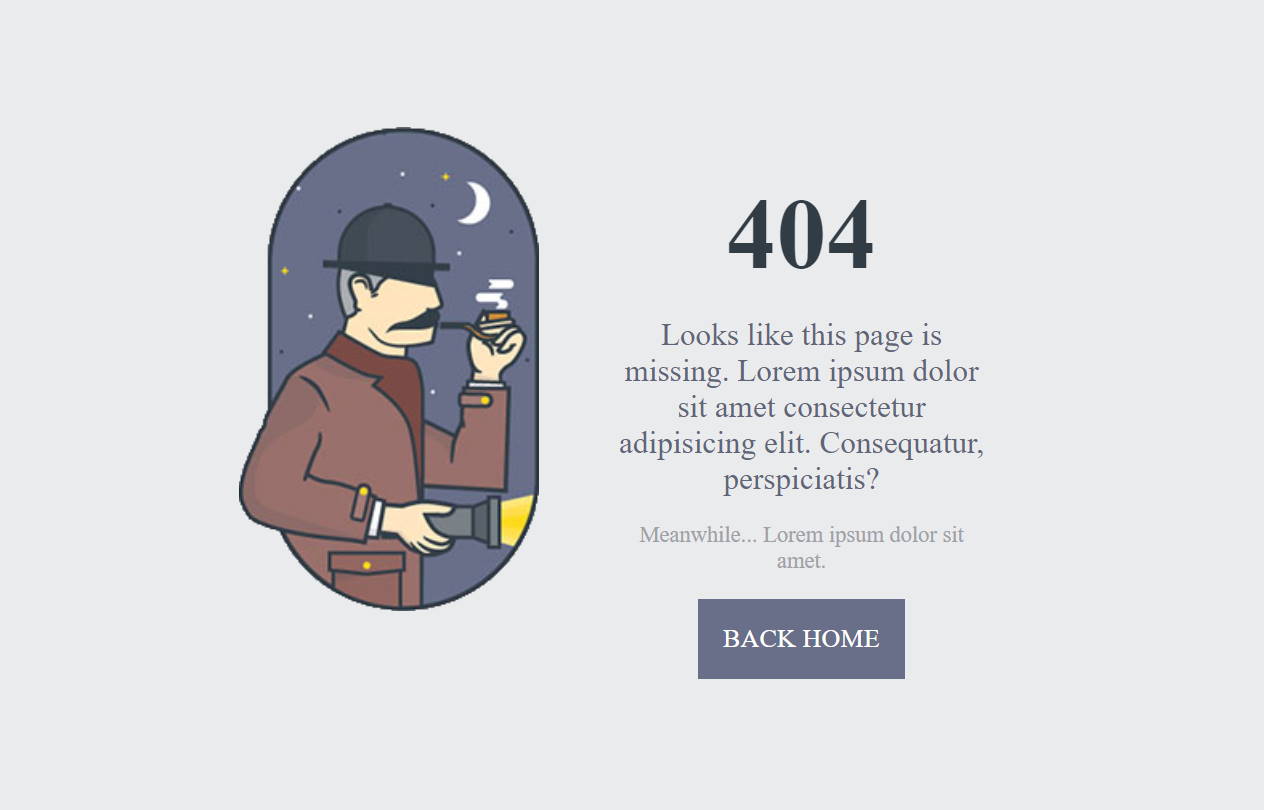 404
Looks like this page is
missing. Lorem ipsum dolor
sit amet consectetur
adipisicing elit. Consequatur,
perspiciatis?
Meanwhile... Lorem ipsum dolor sit
amet.
BACK HOME